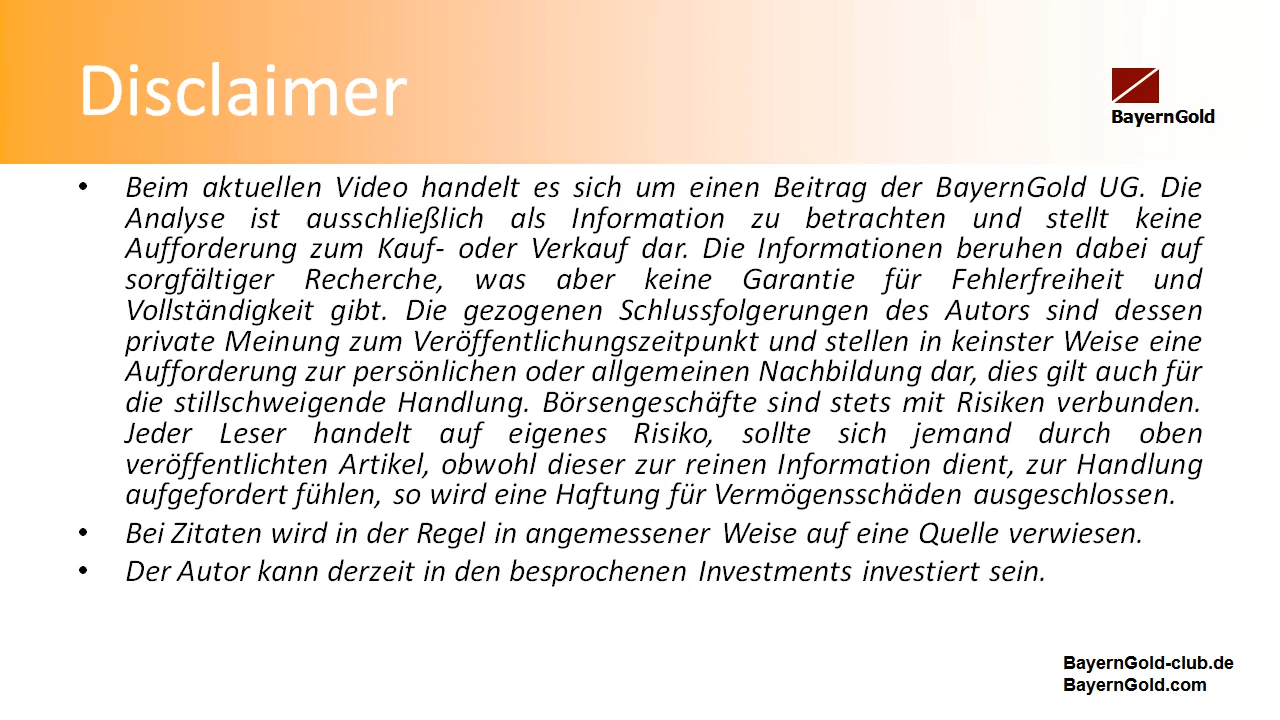 Disclaimer
BayernGold
• Beim aktuellen Video handelt es sich um einen Beitrag der BayernGold UG. Die
Analyse ist ausschließlich als Information zu betrachten und stellt keine
Aufforderung zum Kauf- oder Verkauf dar. Die Informationen beruhen dabei auf
sorgfältiger Recherche, was aber keine Garantie für Fehlerfreiheit und
Vollständigkeit gibt. Die gezogenen Schlussfolgerungen des Autors sind dessen
private Meinung zum Veröffentlichungszeitpunkt und stellen in keinster Weise eine
Aufforderung zur persönlichen oder allgemeinen Nachbildung dar, dies gilt auch für
die stillschweigende Handlung. Börsengeschäfte sind stets mit Risiken verbunden.
Jeder Leser handelt auf eigenes Risiko, sollte sich jemand durch oben
veröffentlichten Artikel, obwohl dieser zur reinen Information dient, zur Handlung
aufgefordert fühlen, so wird eine Haftung für Vermögensschäden ausgeschlossen.
• Bei Zitaten wird in der Regel in angemessener Weise auf eine Quelle verwiesen.
• Der Autor kann derzeit in den besprochenen Investments investiert sein.
BayernGold-club.de
BayernGold.com